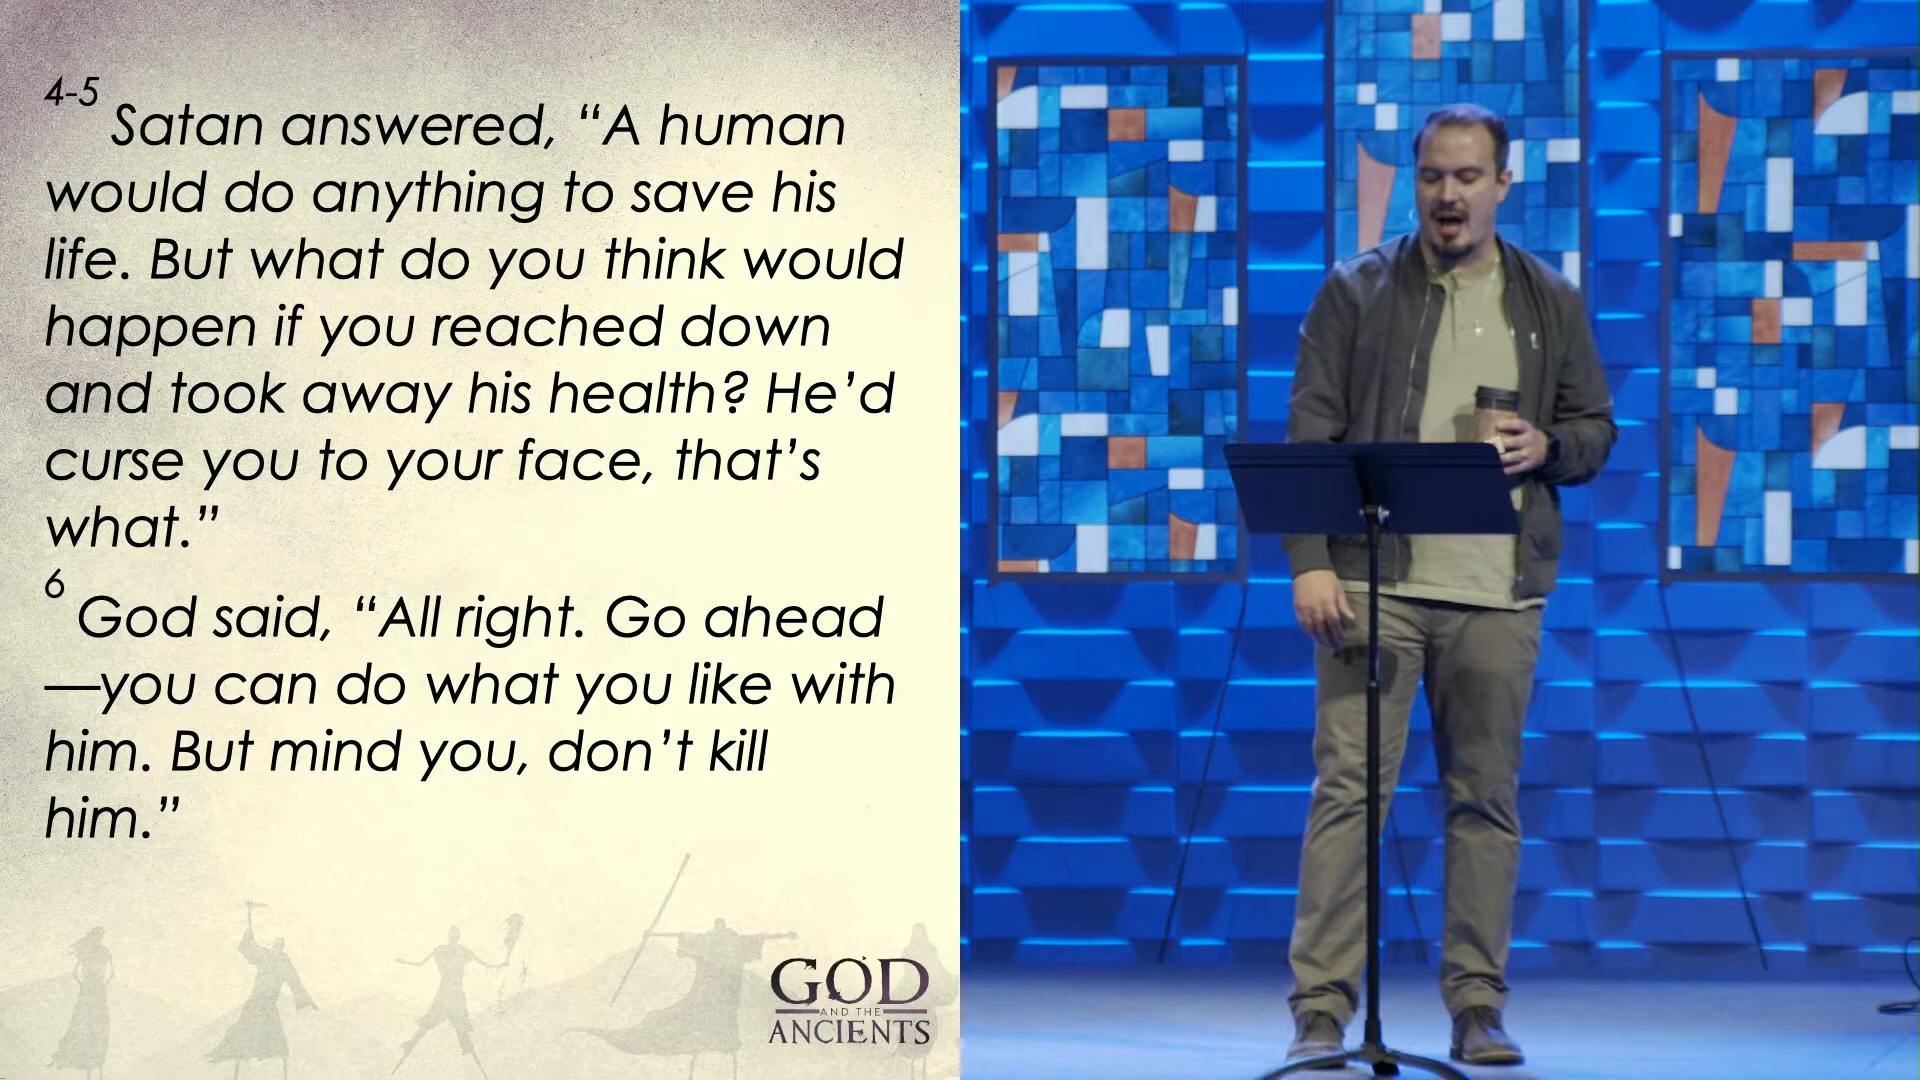 4-5 Satan answered, “A human
would do anything to save his
life. But what do you think would
happen if you reached down
and took away his health? He’d
curse you to your face, that’s
what.”
6 God said, “All right. Go ahead
—you can do what you like with
him. But mind you, don’t kill
him.”
GOD
AND THE
ANCIENTS